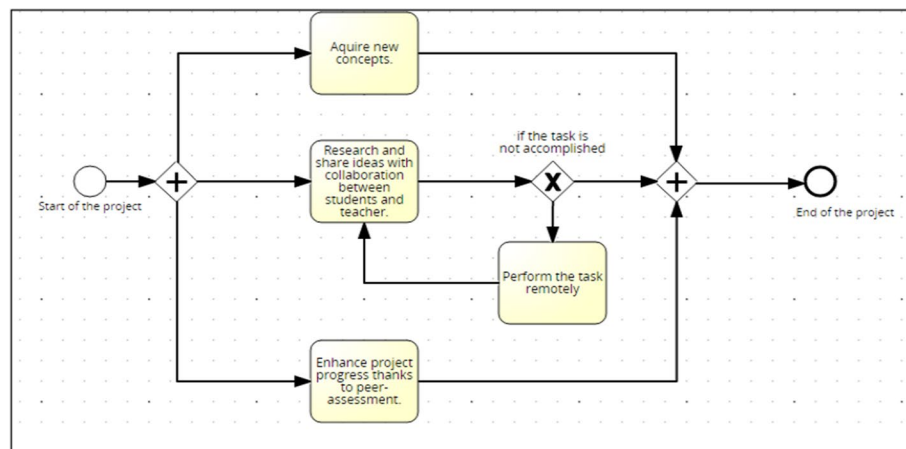 Aquire new
concepts.
if the task is
not accomplished
Research and
share ideas with
collaboration
between
students and
teacher.
Start of the project
End of the project
Perform the task
remotely
Enhance project
progress thanks
to peer-
assessment.